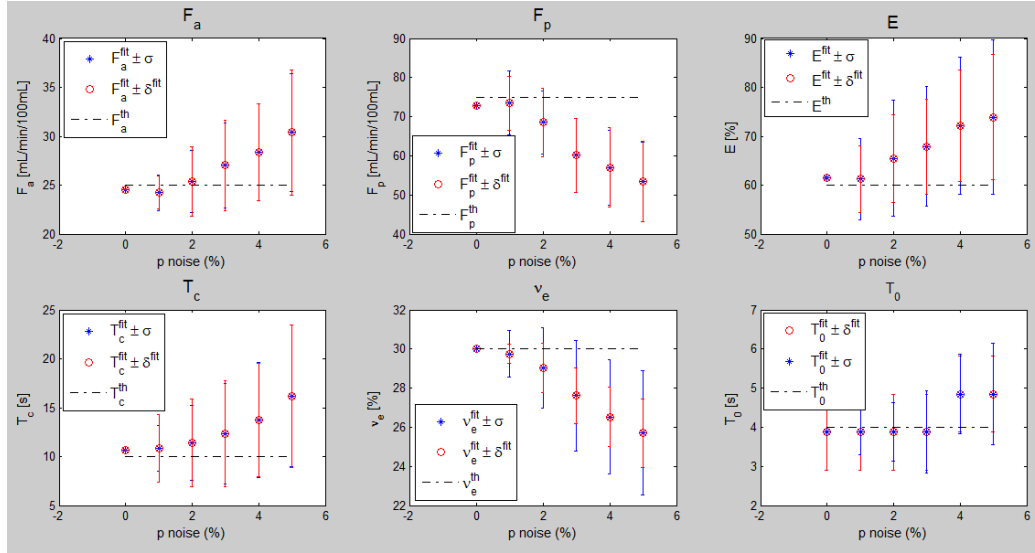 F_a
F_a^fit ± σ
F_a^fit ± δ^fit
F_a^th
F_a [mL/min/100mL]
40
35
30
25
20
-2 0 2 4 6
p noise (%)
F_p
F_p^fit ± σ
F_p^fit ± δ^fit
F_p^th
F_p [mL/min/100mL]
90
80
70
60
50
40
-2 0 2 4 6
p noise (%)
E
E^fit ± σ
E^fit ± δ^fit
E^th
E [%]
90
80
70
60
50
-2 0 2 4 6
p noise (%)
T_c
T_c^fit ± σ
T_c^fit ± δ^fit
T_c^th
T_c [s]
25
20
15
10
5
-2 0 2 4 6
p noise (%)
ν_e
ν_e^fit ± σ
ν_e^fit ± δ^fit
ν_e^th
ν_e [%]
32
30
28
26
24
22
-2 0 2 4 6
p noise (%)
T_0
T_0^fit ± δ^fit
T_0^fit ± σ
T_0^th
T_0 [s]
7
6
5
4
3
2
-2 0 2 4 6
p noise (%)